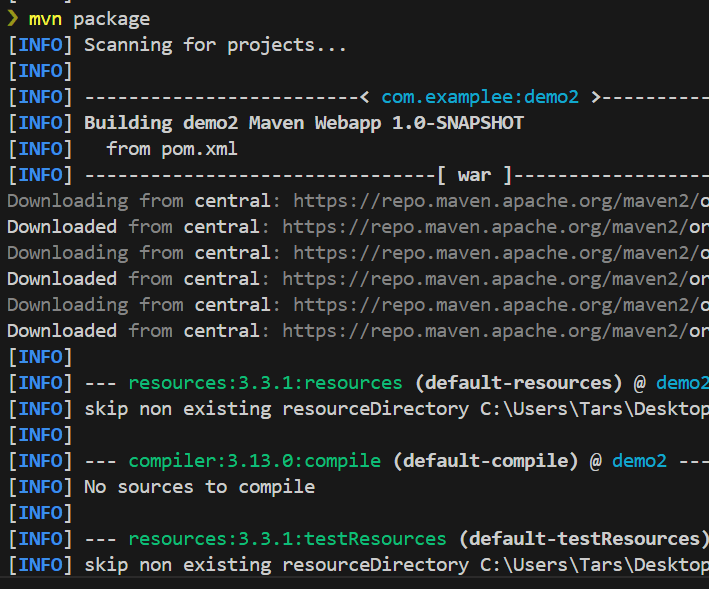 ❯ mvn package
[INFO] Scanning for projects...
[INFO]
[INFO] -------------------------< com.examplee:demo2 >----------
[INFO] Building demo2 Maven Webapp 1.0-SNAPSHOT
[INFO]   from pom.xml
[INFO] --------------------------------[ war ]------------------
Downloading from central: https://repo.maven.apache.org/maven2/o
Downloaded from central: https://repo.maven.apache.org/maven2/or
Downloading from central: https://repo.maven.apache.org/maven2/o
Downloaded from central: https://repo.maven.apache.org/maven2/or
Downloading from central: https://repo.maven.apache.org/maven2/o
Downloaded from central: https://repo.maven.apache.org/maven2/or
[INFO]
[INFO] --- resources:3.3.1:resources (default-resources) @ demo2
[INFO] skip non existing resourceDirectory C:\Users\Tars\Desktop
[INFO]
[INFO] --- compiler:3.13.0:compile (default-compile) @ demo2 ---
[INFO] No sources to compile
[INFO]
[INFO] --- resources:3.3.1:testResources (default-testResources)
[INFO] skip non existing resourceDirectory C:\Users\Tars\Desktop